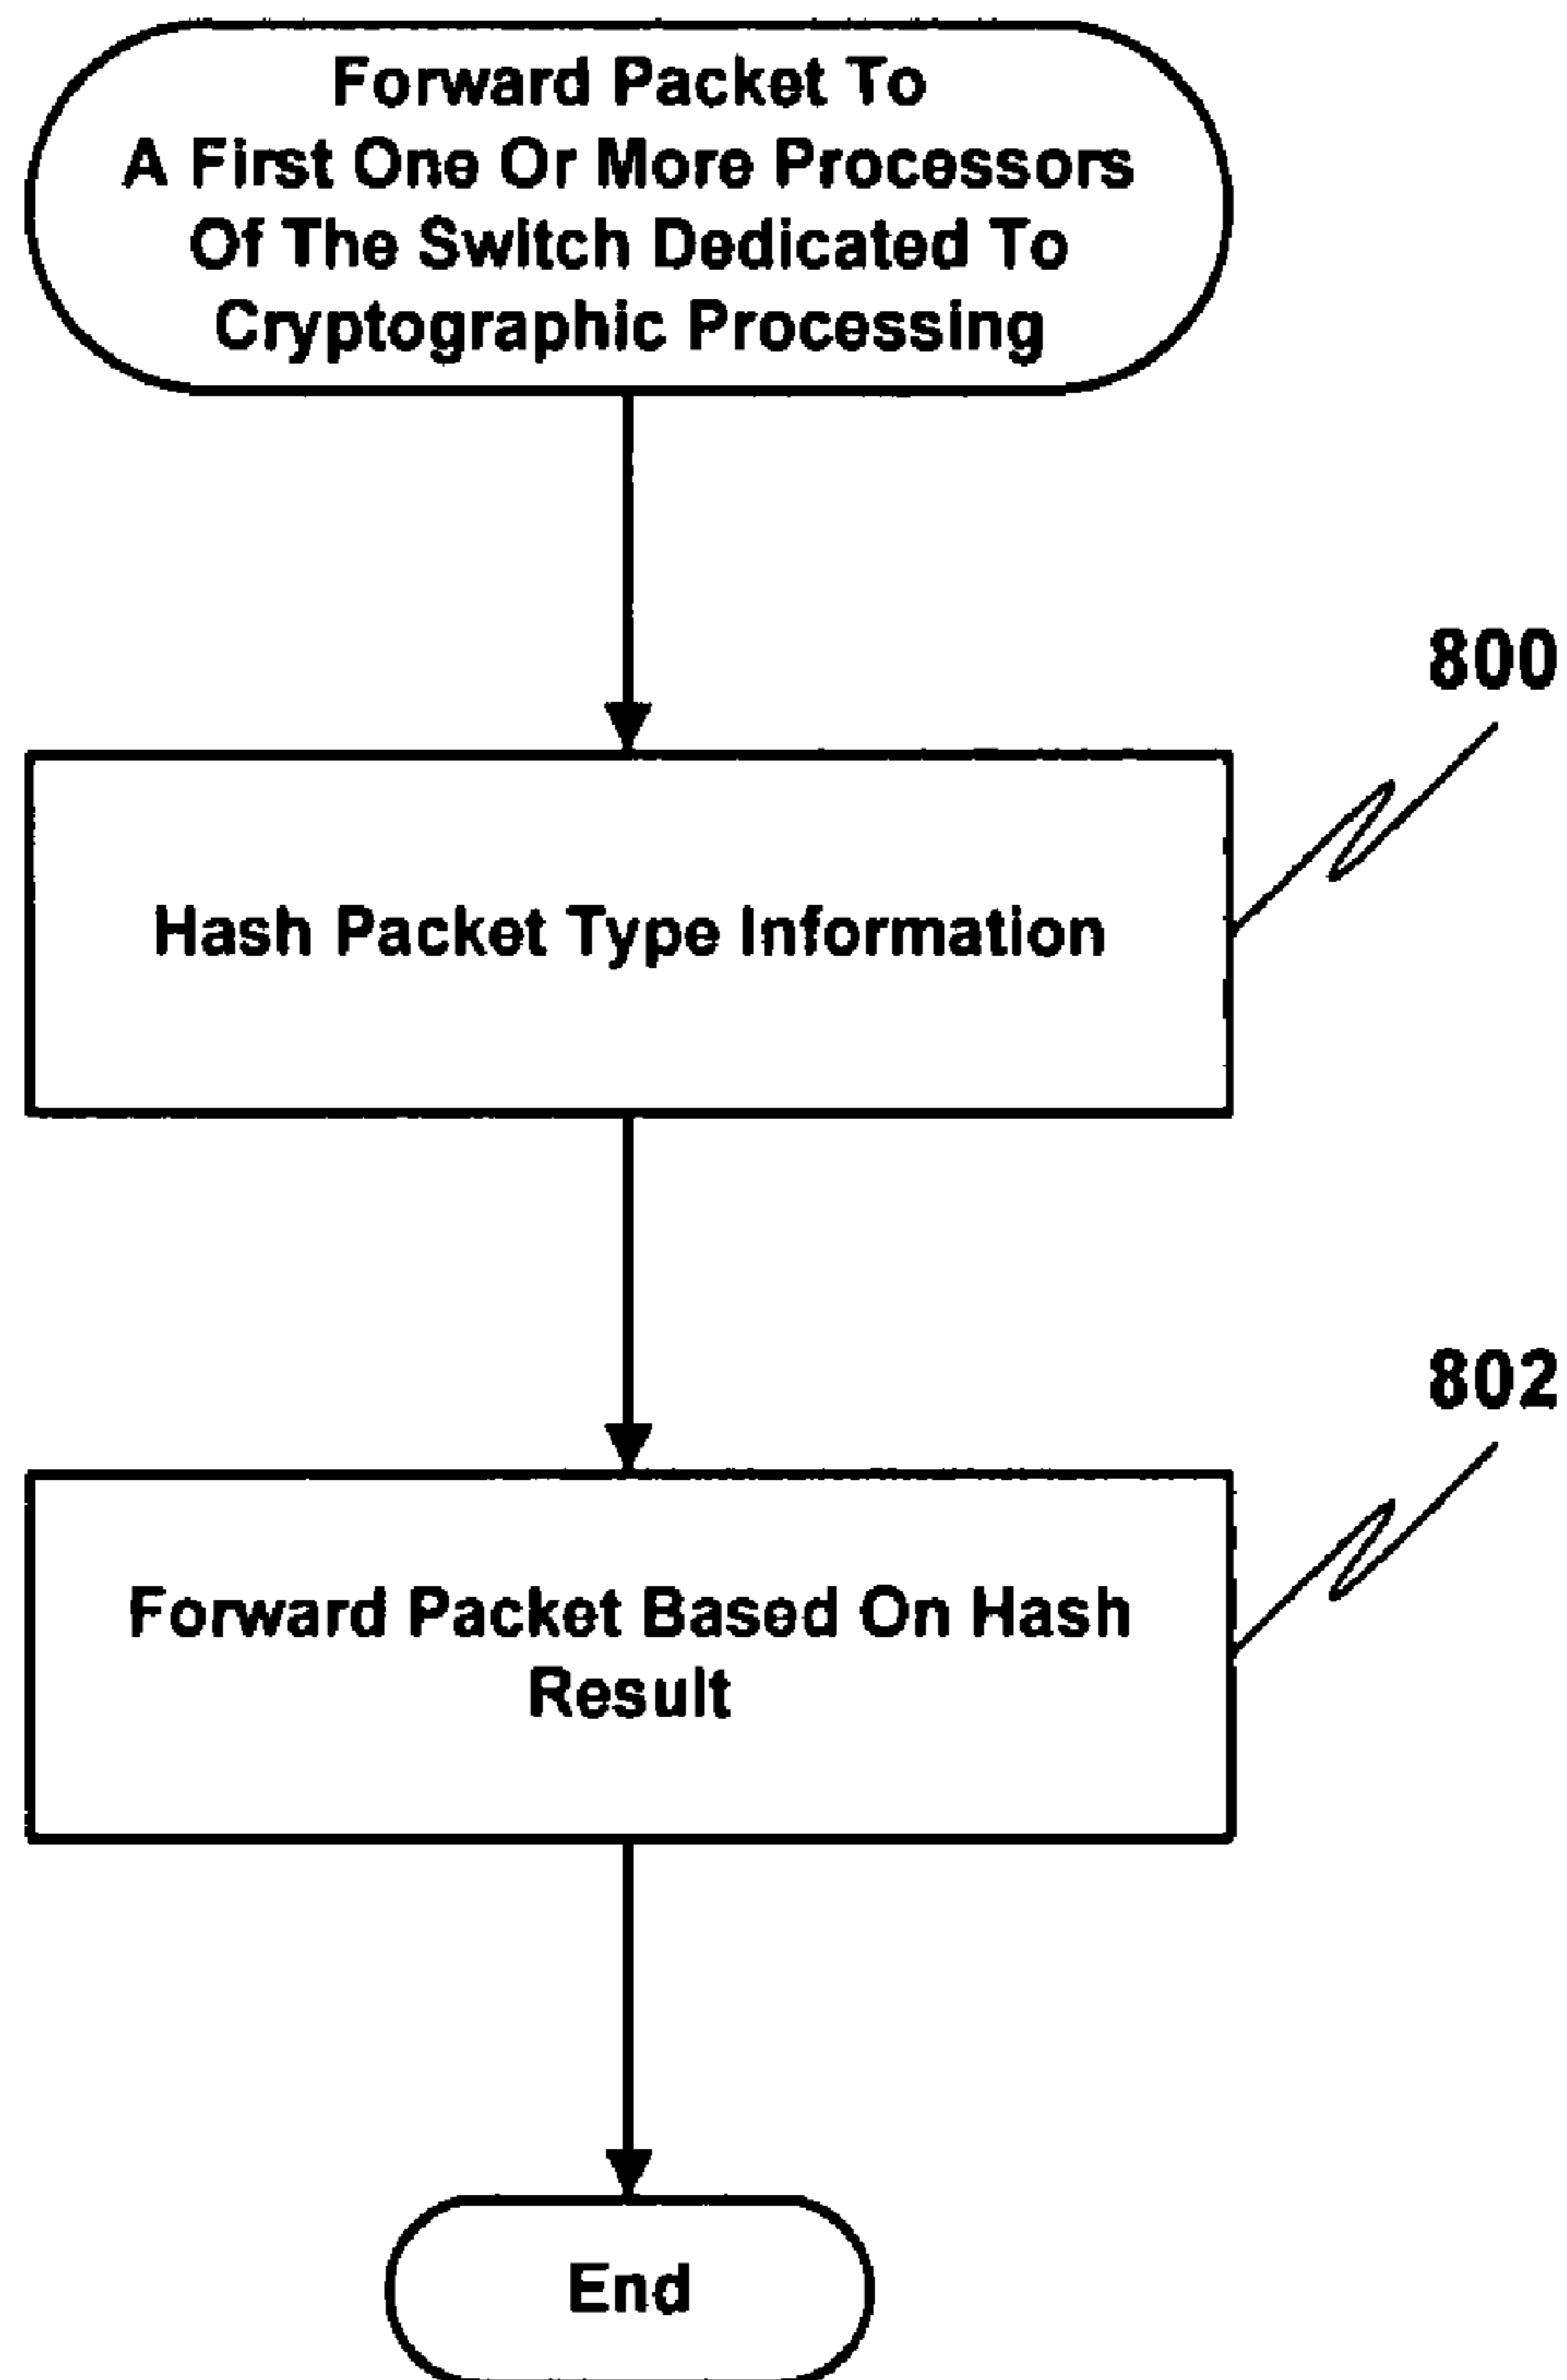 Forward Packet To
A First One Or More Processors
Of The Switch Dedicated To
Cryptographic Processing
800
Hash Packet Type Information
802
Forward Packet Based On Hash
Result
End